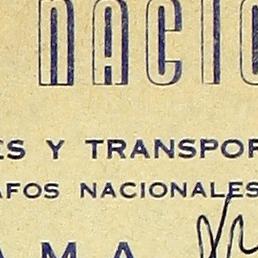 NACIO
ES Y TRANSPOR
AFOS NACIONALES
AMA